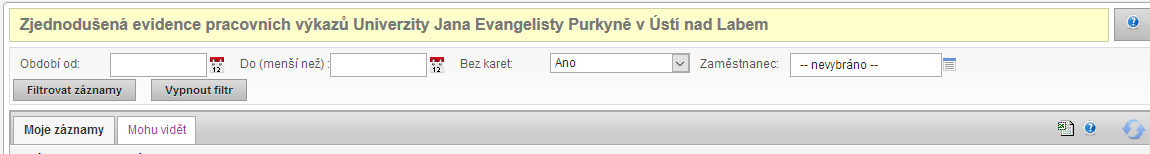 Zjednodušená evidence pracovních výkazů Univerzity Jana Evangelisty Purkyně v Ústí nad Labem
Období od: Do (menší než) : Bez karet: Ano Zaměstnanec: -- nevybráno --
Filtrovat záznamy Vypnout filtr
Moje záznamy Mohu vidět